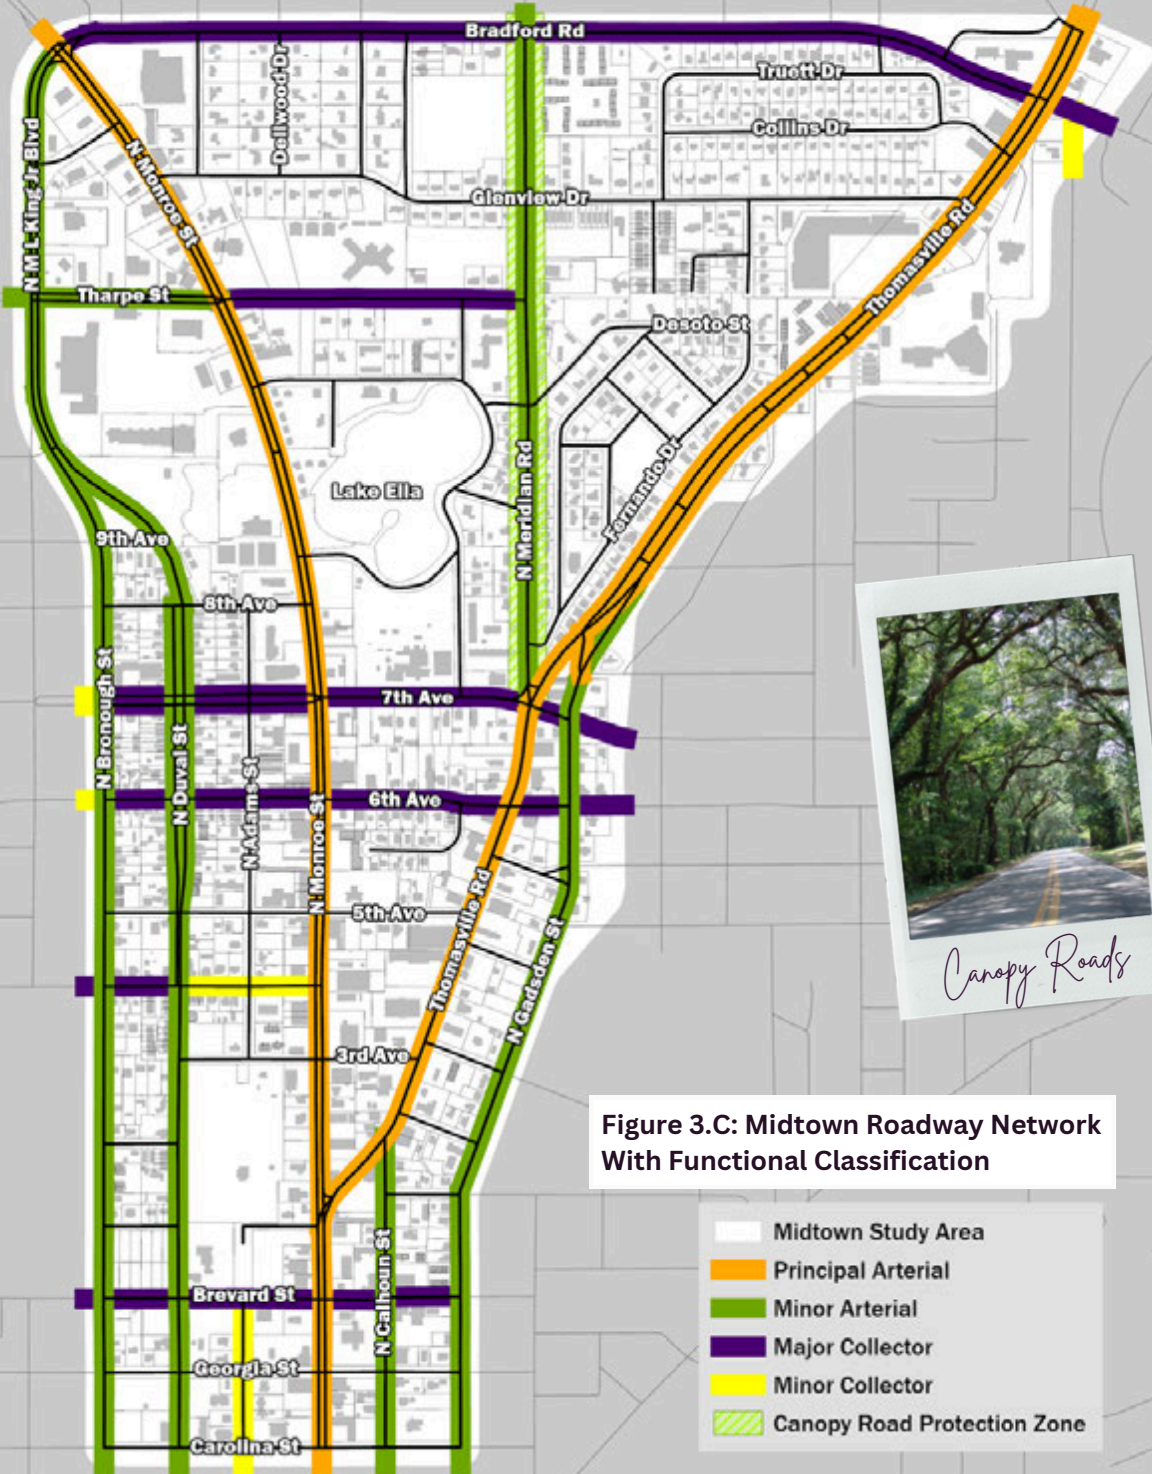 Bradford Rd
Truett Dr
Dellwood Dr
Collins Dr
N M L King Jr Blvd
N Monroe St
Glenview Dr
Thomasville Rd
Tharpe St
Desoto St
Lake Ella
N Meridian Rd
Fernando Dr
9th Ave
8th Ave
N Bronough St
7th Ave
N Duval St
N Adams St
6th Ave
N Monroe St
5th Ave
Thomasville Rd
N Gadsden St
Canopy Roads
3rd Ave
Figure 3.C: Midtown Roadway Network
With Functional Classification
N Calhoun St
Brevard St
Georgia St
Carolina St
Midtown Study Area
Principal Arterial
Minor Arterial
Major Collector
Minor Collector
Canopy Road Protection Zone